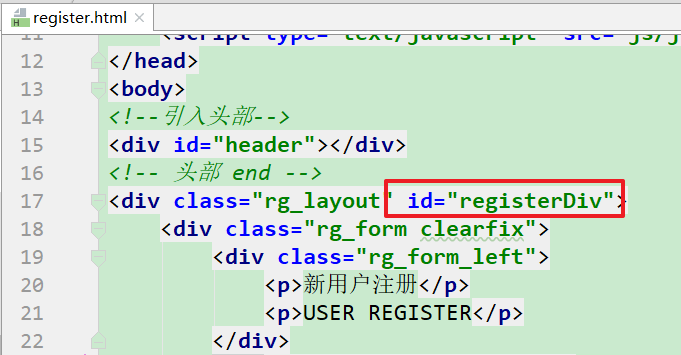 register.html
11 <script type="text/javascript" src="js/j
12 </head>
13 <body>
14 <!--引入头部-->
15 <div id="header"></div>
16 <!-- 头部 end -->
17 <div class="rg_layout" id="registerDiv">
18 <div class="rg_form clearfix">
19 <div class="rg_form_left">
20 <p>新用户注册</p>
21 <p>USER REGISTER</p>
22 </div>